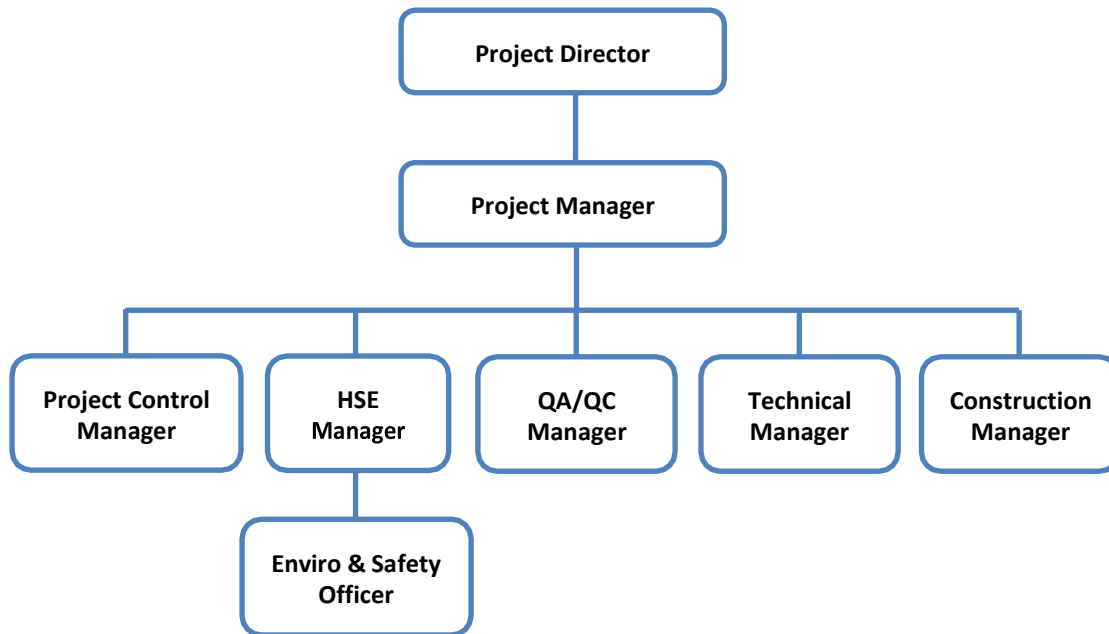 Project Director
Project Manager
Project Control
Manager
HSE
Manager
QA/QC
Manager
Technical
Manager
Construction
Manager
Enviro & Safety
Officer